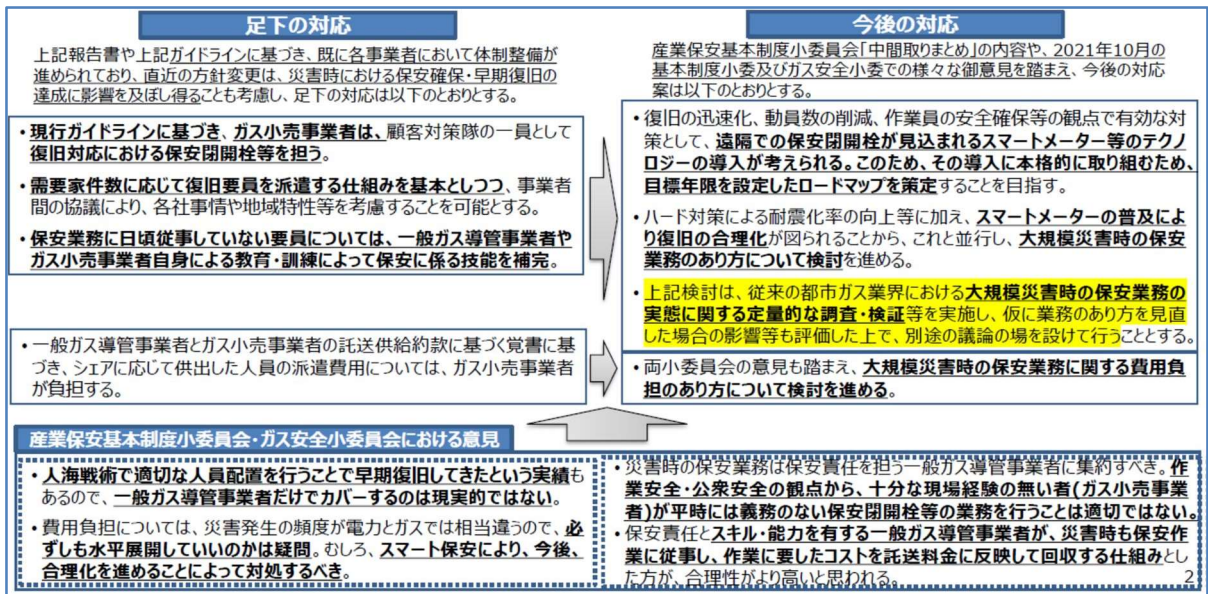 足下の対応
上記報告書や上記ガイドラインに基づき、既に各事業者において体制整備が
進められており、直近の方針変更は、災害時における保安確保・早期復旧の
達成に影響を及ぼし得ることも考慮し、足下の対応は以下のとおりとする。
・現行ガイドラインに基づき、ガス小売事業者は、顧客対策隊の一員として
復旧対応における保安閉開栓等を担う。
・需要家件数に応じて復旧要員を派遣する仕組みを基本としつつ、事業者
間の協議により、各社事情や地域特性等を考慮することを可能とする。
・保安業務に日頃従事していない要員については、一般ガス導管事業者や
ガス小売事業者自身による教育・訓練によって保安に係る技能を補完。
・一般ガス導管事業者とガス小売事業者の託送供給約款に基づく覚書に基
づき、シェアに応じて供出した人員の派遣費用については、ガス小売事業者
が負担する。
今後の対応
産業保安基本制度小委員会「中間取りまとめ」の内容や、2021年10月の
基本制度小委及びガス安全小委での様々な御意見を踏まえ、今後の対応
案は以下のとおりとする。
・復旧の迅速化、動員数の削減、作業員の安全確保等の観点で有効な対
策として、遠隔での保安閉開栓が見込まれるスマートメーター等のテクノ
ロジーの導入が考えられる。このため、その導入に本格的に取り組むため、
目標年限を設定したロードマップを策定することを目指す。
・ハード対策による耐震化率の向上等に加え、スマートメーターの普及によ
り復旧の合理化が図られることから、これと並行し、大規模災害時の保安
業務のあり方について検討を進める。
・上記検討は、従来の都市ガス業界における大規模災害時の保安業務の
実態に関する定量的な調査・検証等を実施し、仮に業務のあり方を見直
した場合の影響等も評価した上で、別途の議論の場を設けて行うこととする。
・両小委員会の意見も踏まえ、大規模災害時の保安業務に関する費用負
担のあり方について検討を進める。
産業保安基本制度小委員会・ガス安全小委員会における意見
・人海戦術で適切な人員配置を行うことで早期復旧してきたという実績も
あるので、一般ガス導管事業者だけでカバーするのは現実的ではない。
・費用負担については、災害発生の頻度が電力とガスでは相当違うので、必
ずしも水平展開していいのかは疑問。むしろ、スマート保安により、今後、
合理化を進めることによって対処するべき。
・災害時の保安業務は保安責任を担う一般ガス導管事業者に集約すべき。作
業安全・公衆安全の観点から、十分な現場経験の無い者(ガス小売事業
者)が平時には義務のない保安閉開栓等の業務を行うことは適切ではない。
・保安責任とスキル・能力を有する一般ガス導管事業者が、災害時も保安作
業に従事し、作業に要したコストを託送料金に反映して回収する仕組みとし
た方が、合理性がより高いと思われる。
2